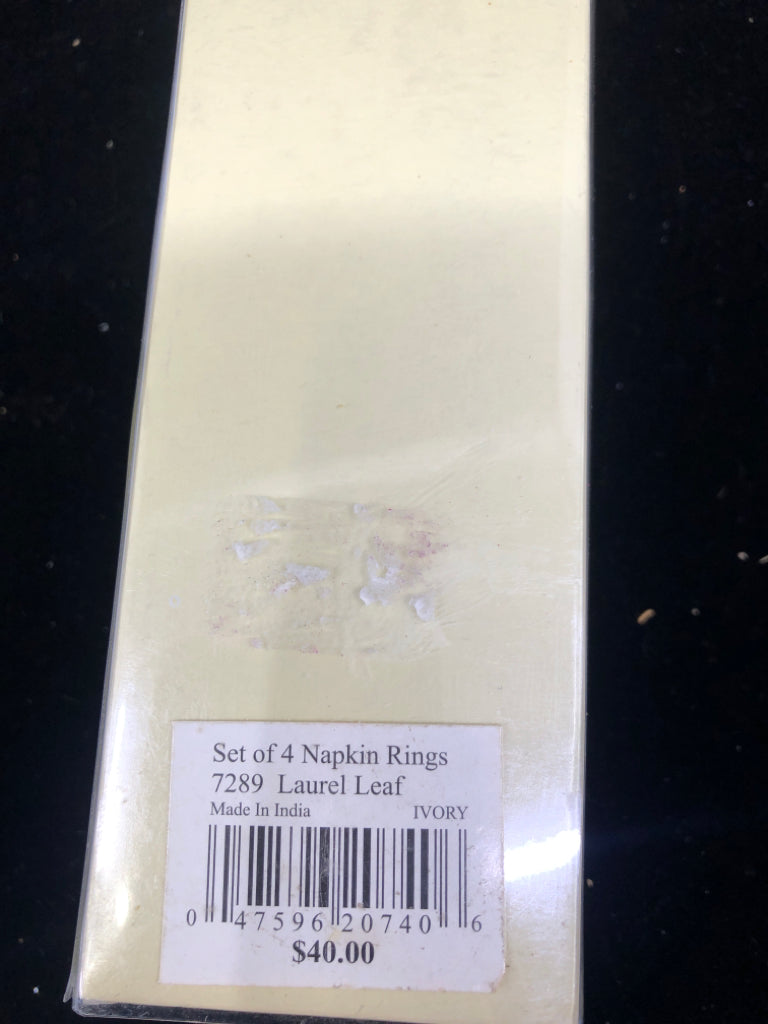 Set of 4 Napkin Rings
7289 Laurel Leaf
Made In India IVORY
0 47596 20740 6
$40.00